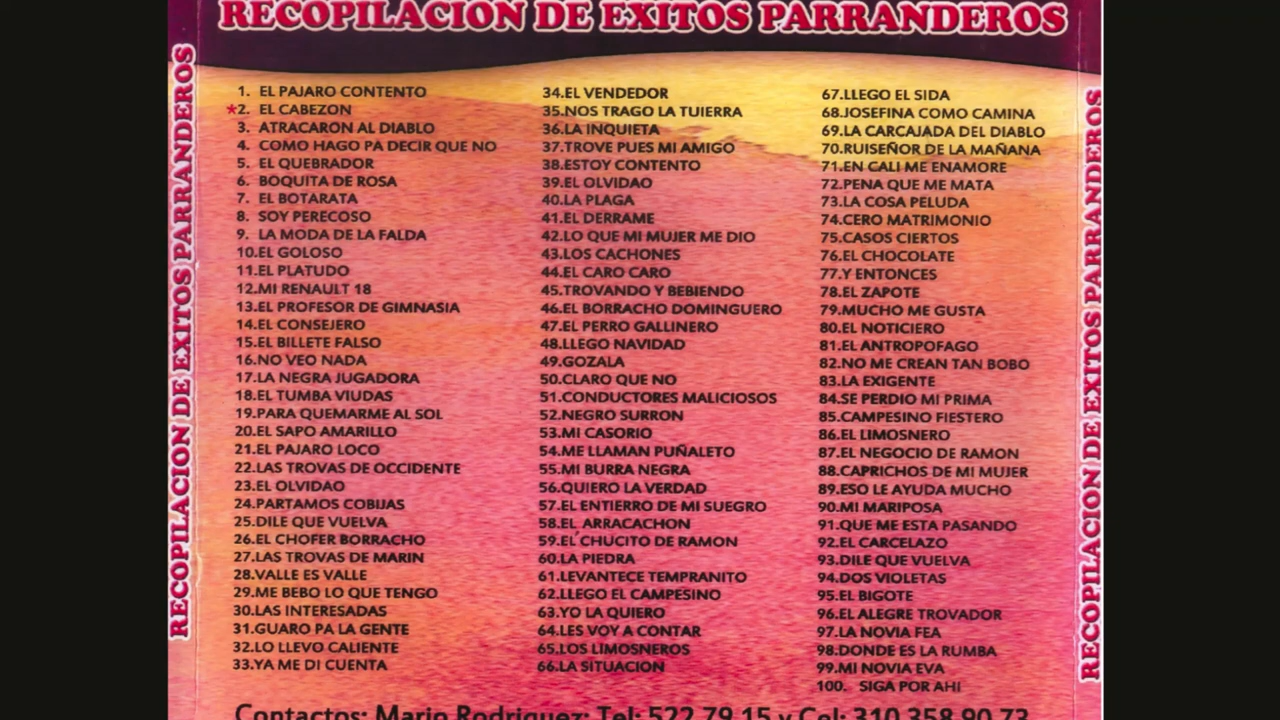 RECOPILACION DE EXITOS PARRANDEROS
RECOPILACION DE EXITOS PARRANDEROS
1. EL PAJARO CONTENTO
*2. EL CABEZON
3. ATRACARON AL DIABLO
4. COMO HAGO PA DECIR QUE NO
5. EL QUEBRADOR
6. BOQUITA DE ROSA
7. EL BOTARATA
8. SOY PERECOSO
9. LA MODA DE LA FALDA
10.EL GOLOSO
11.EL PLATUDO
12.MI RENAULT 18
13.EL PROFESOR DE GIMNASIA
14.EL CONSEJERO
15.EL BILLETE FALSO
16.NO VEO NADA
17.LA NEGRA JUGADORA
18.EL TUMBA VIUDAS
19.PARA QUEMARME AL SOL
20.EL SAPO AMARILLO
21.EL PAJARO LOCO
22.LAS TROVAS DE OCCIDENTE
23.EL OLVIDAO
24.PARTAMOS COBIJAS
25.DILE QUE VUELVA
26.EL CHOFER BORRACHO
27.LAS TROVAS DE MARIN
28.VALLE ES VALLE
29.ME BEBO LO QUE TENGO
30.LAS INTERESADAS
31.GUARO PA LA GENTE
32.LO LLEVO CALIENTE
33.YA ME DI CUENTA
34.EL VENDEDOR
35.NOS TRAGO LA TUIERRA
36.LA INQUIETA
37.TROVE PUES MI AMIGO
38.ESTOY CONTENTO
39.EL OLVIDAO
40.LA PLAGA
41.EL DERRAME
42.LO QUE MI MUJER ME DIO
43.LOS CACHONES
44.EL CARO CARO
45.TROVANDO Y BEBIENDO
46.EL BORRACHO DOMINGUERO
47.EL PERRO GALLINERO
48.LLEGO NAVIDAD
49.GOZALA
50.CLARO QUE NO
51.CONDUCTORES MALICIOSOS
52.NEGRO SURRON
53.MI CASORIO
54.ME LLAMAN PUÑALETO
55.MI BURRA NEGRA
56.QUIERO LA VERDAD
57.EL ENTIERRO DE MI SUEGRO
58.EL ARRACACHON
59.EL CHUCITO DE RAMON
60.LA PIEDRA
61.LEVANTECE TEMPRANITO
62.LLEGO EL CAMPESINO
63.YO LA QUIERO
64.LES VOY A CONTAR
65.LOS LIMOSNEROS
66.LA SITUACION
67.LLEGO EL SIDA
68.JOSEFINA COMO CAMINA
69.LA CARCAJADA DEL DIABLO
70.RUISEÑOR DE LA MAÑANA
71.EN CALI ME ENAMORE
72.PENA QUE ME MATA
73.LA COSA PELUDA
74.CERO MATRIMONIO
75.CASOS CIERTOS
76.EL CHOCOLATE
77.Y ENTONCES
78.EL ZAPOTE
79.MUCHO ME GUSTA
80.EL NOTICIERO
81.EL ANTROPOFAGO
82.NO ME CREAN TAN BOBO
83.LA EXIGENTE
84.SE PERDIO MI PRIMA
85.CAMPESINO FIESTERO
86.EL LIMOSNERO
87.EL NEGOCIO DE RAMON
88.CAPRICHOS DE MI MUJER
89.ESO LE AYUDA MUCHO
90.MI MARIPOSA
91.QUE ME ESTA PASANDO
92.EL CARCELAZO
93.DILE QUE VUELVA
94.DOS VIOLETAS
95.EL BIGOTE
96.EL ALEGRE TROVADOR
97.LA NOVIA FEA
98.DONDE ES LA RUMBA
99.MI NOVIA EVA
100. SIGA POR AHI
RECOPILACION DE EXITOS PARRANDEROS
Contactos: Mario Rodriguez: Tel: 522 79 15 y Cel: 310 358 90 73